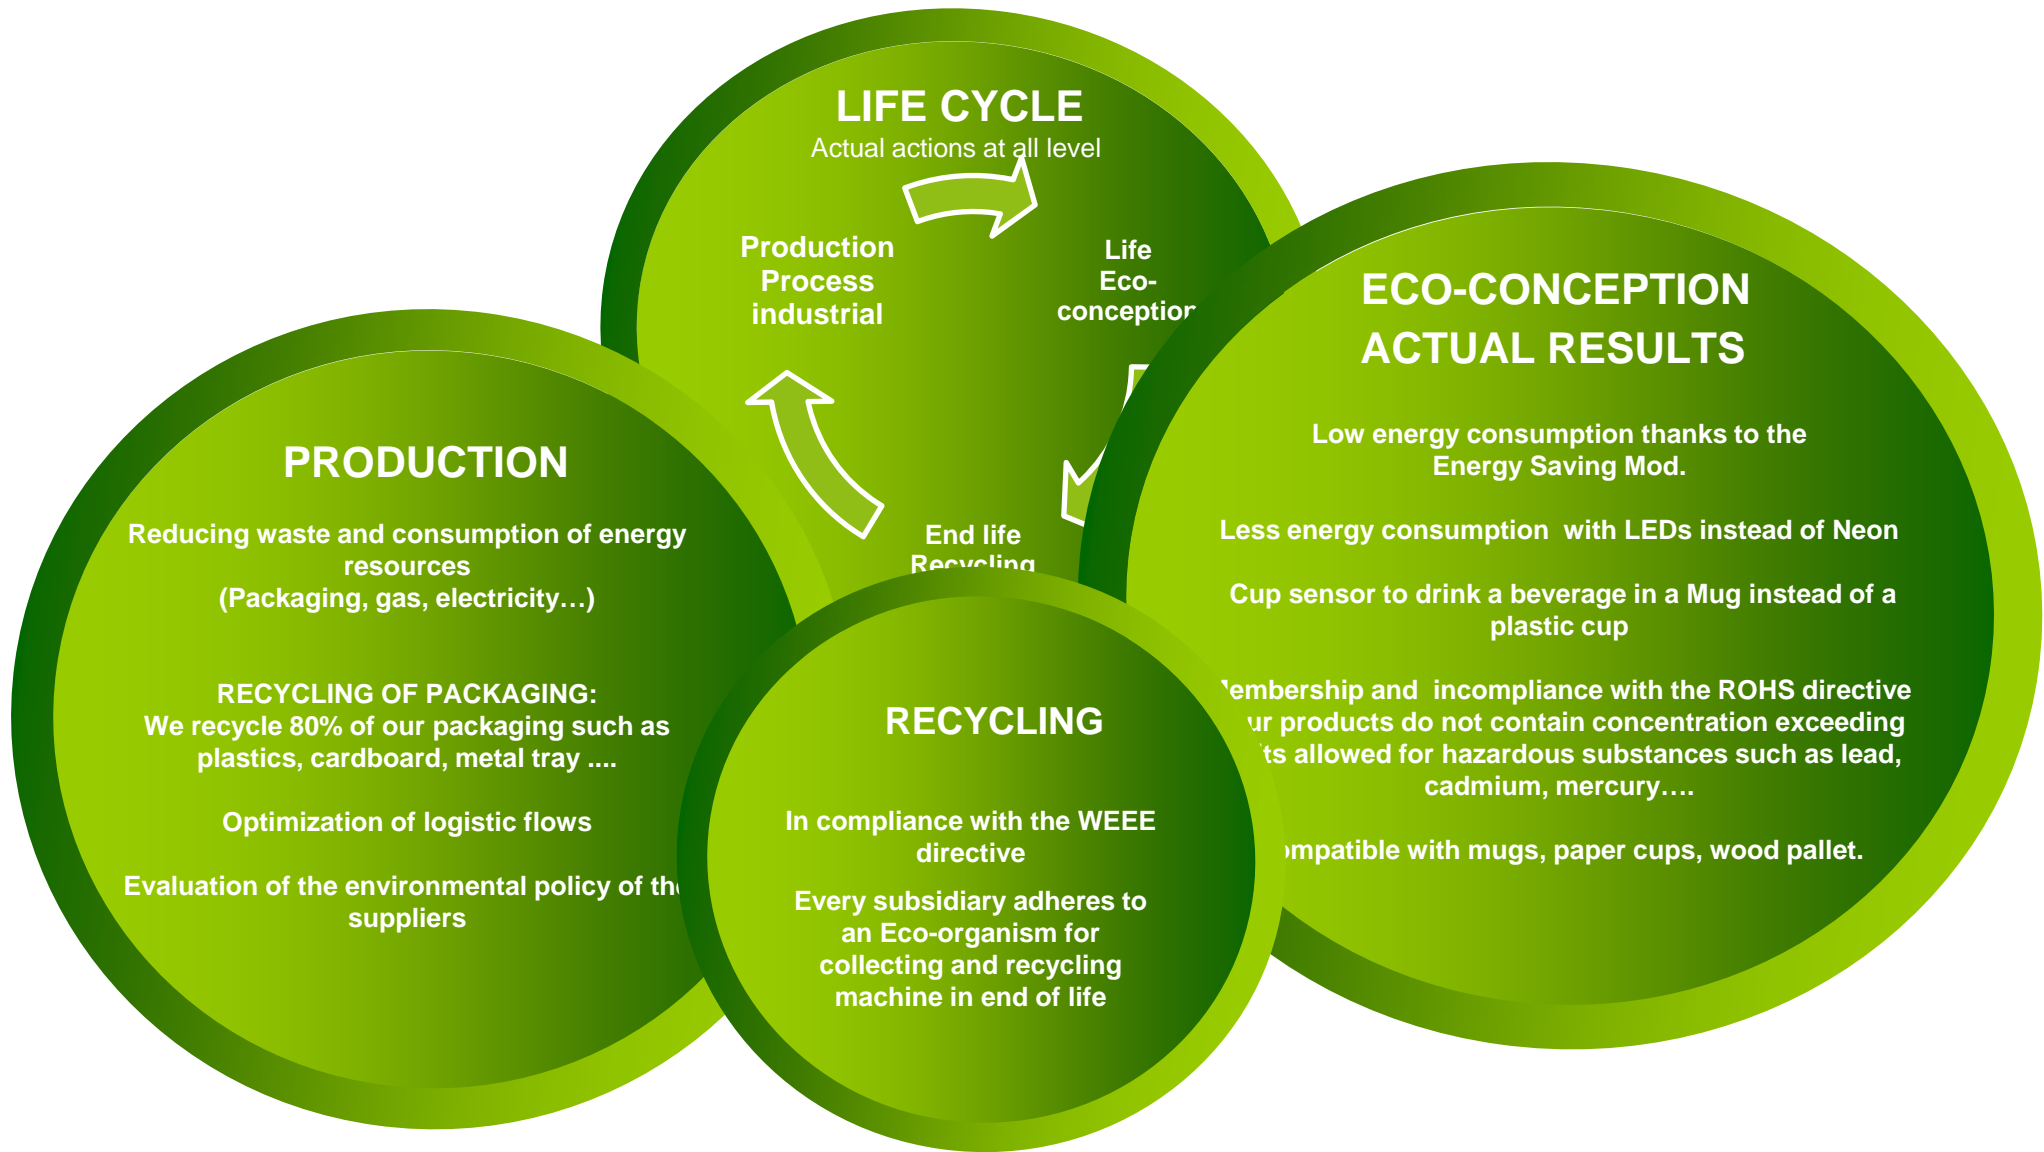 LIFE CYCLE
Actual actions at all level
Production
Process
industrial
Life
Eco-
conception
End life
Recycling
PRODUCTION
Reducing waste and consumption of energy
resources
(Packaging, gas, electricity…)
RECYCLING OF PACKAGING:
We recycle 80% of our packaging such as
plastics, cardboard, metal tray ....
Optimization of logistic flows
Evaluation of the environmental policy of the
suppliers
RECYCLING
In compliance with the WEEE
directive
Every subsidiary adheres to
an Eco-organism for
collecting and recycling
machine in end of life
ECO-CONCEPTION
ACTUAL RESULTS
Low energy consumption thanks to the
Energy Saving Mod.
Less energy consumption with LEDs instead of Neon
Cup sensor to drink a beverage in a Mug instead of a
plastic cup
embership and incompliance with the ROHS directive
ur products do not contain concentration exceeding
ts allowed for hazardous substances such as lead,
cadmium, mercury….
ompatible with mugs, paper cups, wood pallet.